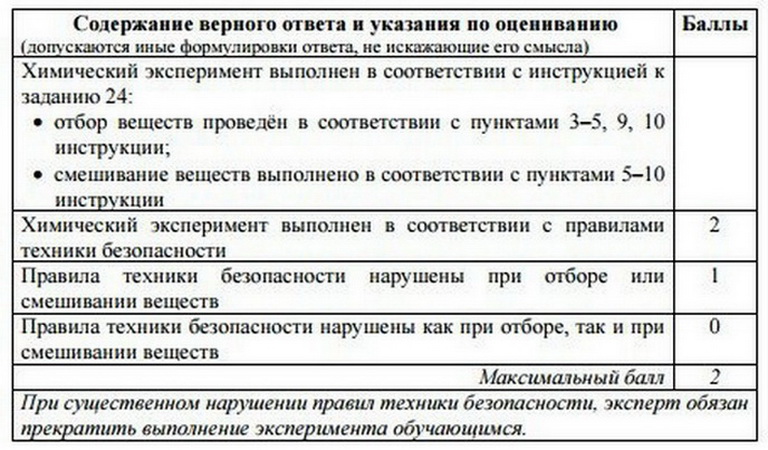 Содержание верного ответа и указания по оцениванию
(допускаются иные формулировки ответа, не искажающие его смысла)
Баллы
Химический эксперимент выполнен в соответствии с инструкцией к
заданию 24:
• отбор веществ проведён в соответствии с пунктами 3–5, 9, 10
инструкции;
• смешивание веществ выполнено в соответствии с пунктами 5–10
инструкции
Химический эксперимент выполнен в соответствии с правилами
техники безопасности
2
Правила техники безопасности нарушены при отборе или
смешивании веществ
1
Правила техники безопасности нарушены как при отборе, так и при
смешивании веществ
0
Максимальный балл
2
При существенном нарушении правил техники безопасности, эксперт обязан
прекратить выполнение эксперимента обучающимся.